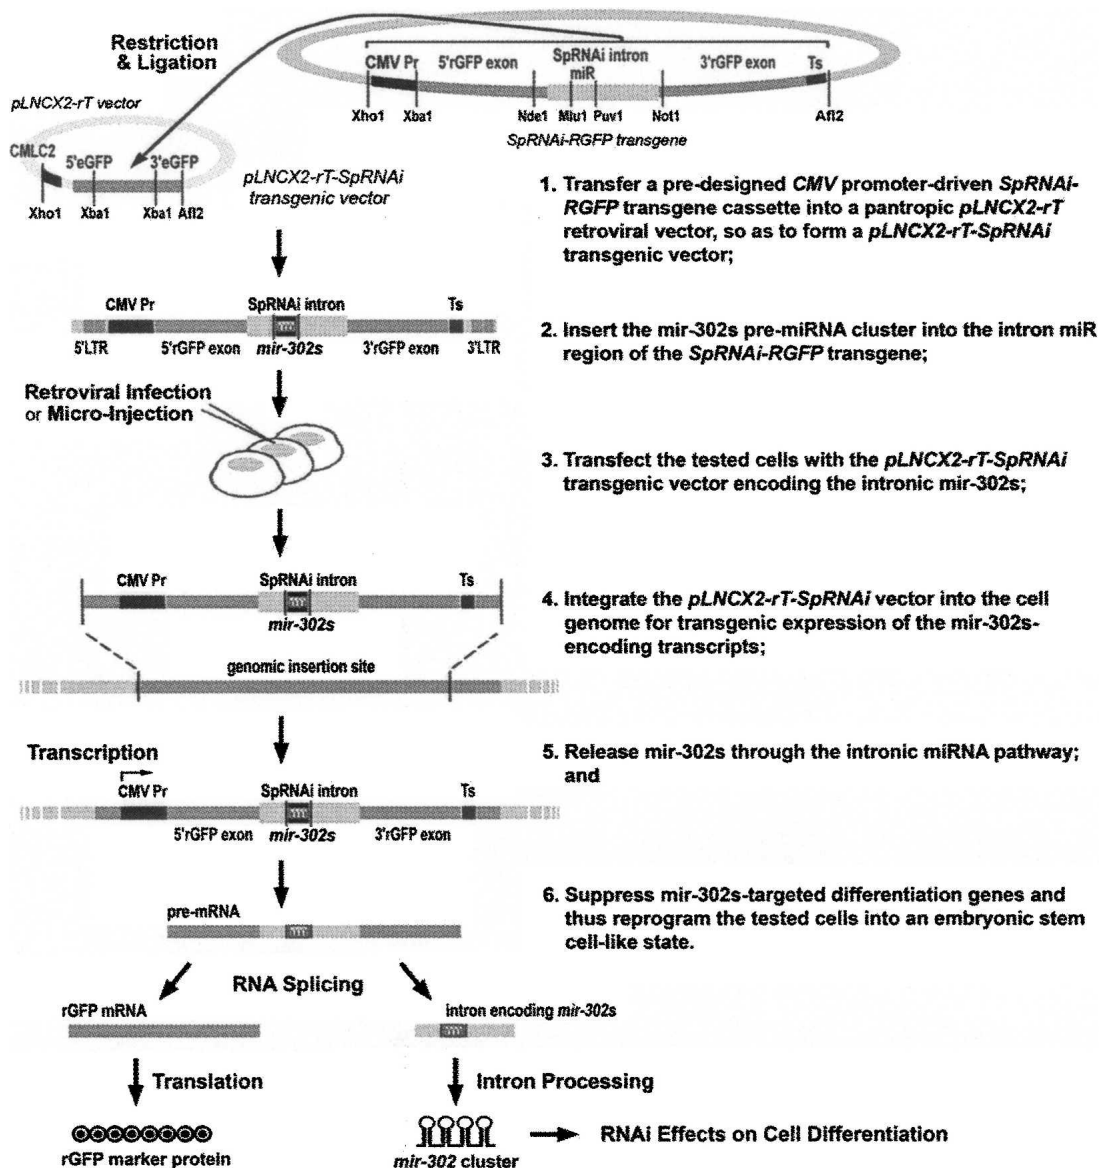 Restriction
& Ligation
pLNCX2-rT vector
CMLC2
5'eGFP 3'eGFP
Xho1 Xba1 Xba1 Afl2
CMV Pr 5'rGFP exon SpRNAi intron 3'rGFP exon Ts
miR
Xho1 Xba1 Nde1 Mlu1 Puv1 Not1 Afl2
SpRNAi-RGFP transgene
pLNCX2-rT-SpRNAi
transgenic vector
1. Transfer a pre-designed CMV promoter-driven SpRNAi-
RGFP transgene cassette into a pantropic pLNCX2-rT
retroviral vector, so as to form a pLNCX2-rT-SpRNAi
transgenic vector;
CMV Pr SpRNAi intron Ts
5'LTR 5'rGFP exon mir-302s 3'rGFP exon 3'LTR
2. Insert the mir-302s pre-miRNA cluster into the intron miR
region of the SpRNAi-RGFP transgene;
Retroviral Infection
or Micro-Injection
3. Transfect the tested cells with the pLNCX2-rT-SpRNAi
transgenic vector encoding the intronic mir-302s;
CMV Pr SpRNAi intron Ts
mir-302s
genomic insertion site
4. Integrate the pLNCX2-rT-SpRNAi vector into the cell
genome for transgenic expression of the mir-302s-
encoding transcripts;
Transcription
CMV Pr SpRNAi intron Ts
5'rGFP exon mir-302s 3'rGFP exon
5. Release mir-302s through the intronic miRNA pathway;
and
pre-mRNA
6. Suppress mir-302s-targeted differentiation genes and
thus reprogram the tested cells into an embryonic stem
cell-like state.
RNA Splicing
rGFP mRNA
intron encoding mir-302s
Translation
Intron Processing
rGFP marker protein
mir-302 cluster
RNAi Effects on Cell Differentiation